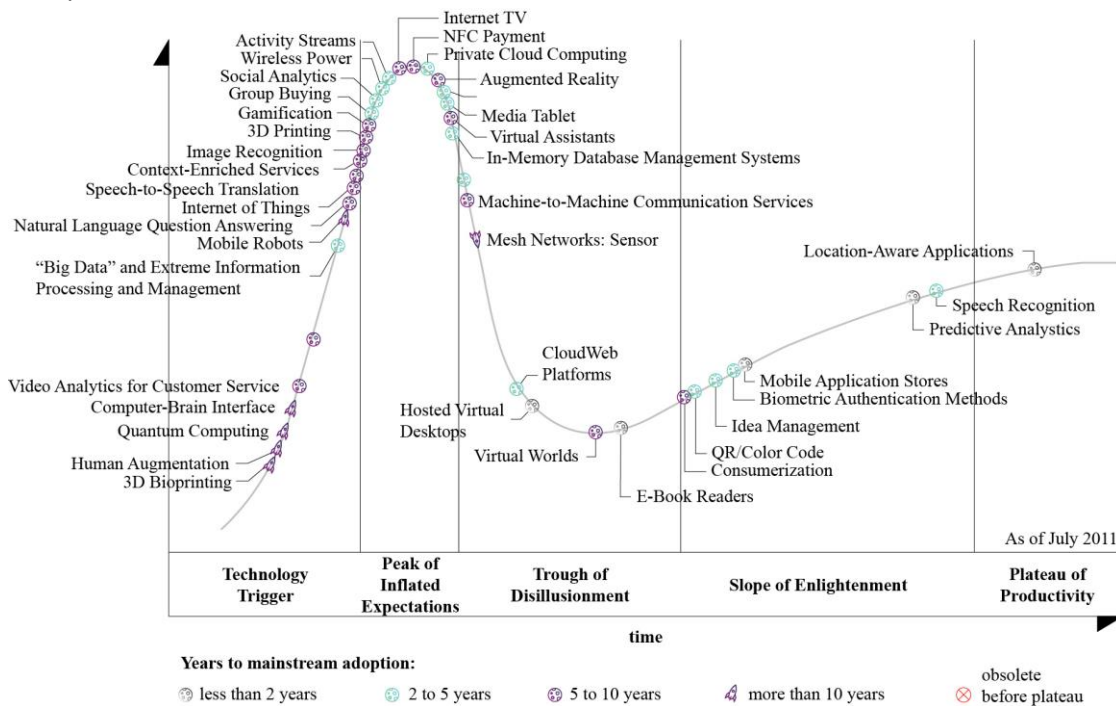 Internet TV
NFC Payment
Activity Streams
Private Cloud Computing
Wireless Power
Social Analytics
Augmented Reality
Group Buying
Gamification
Media Tablet
3D Printing
Virtual Assistants
Image Recognition
In-Memory Database Management Systems
Context-Enriched Services
Speech-to-Speech Translation
Internet of Things
Machine-to-Machine Communication Services
Natural Language Question Answering
Mobile Robots
Mesh Networks: Sensor
Location-Aware Applications
“Big Data” and Extreme Information
Processing and Management
Speech Recognition
Predictive Analystics
CloudWeb
Platforms
Video Analytics for Customer Service
Mobile Application Stores
Computer-Brain Interface
Biometric Authentication Methods
Hosted Virtual
Desktops
Quantum Computing
Idea Management
QR/Color Code
Virtual Worlds
Human Augmentation
Consumerization
3D Bioprinting
E-Book Readers
As of July 2011
Technology
Trigger
Peak of
Inflated
Expectations
Trough of
Disillusionment
Slope of Enlightenment
Plateau of
Productivity
time
Years to mainstream adoption:
less than 2 years
2 to 5 years
5 to 10 years
more than 10 years
obsolete
before plateau